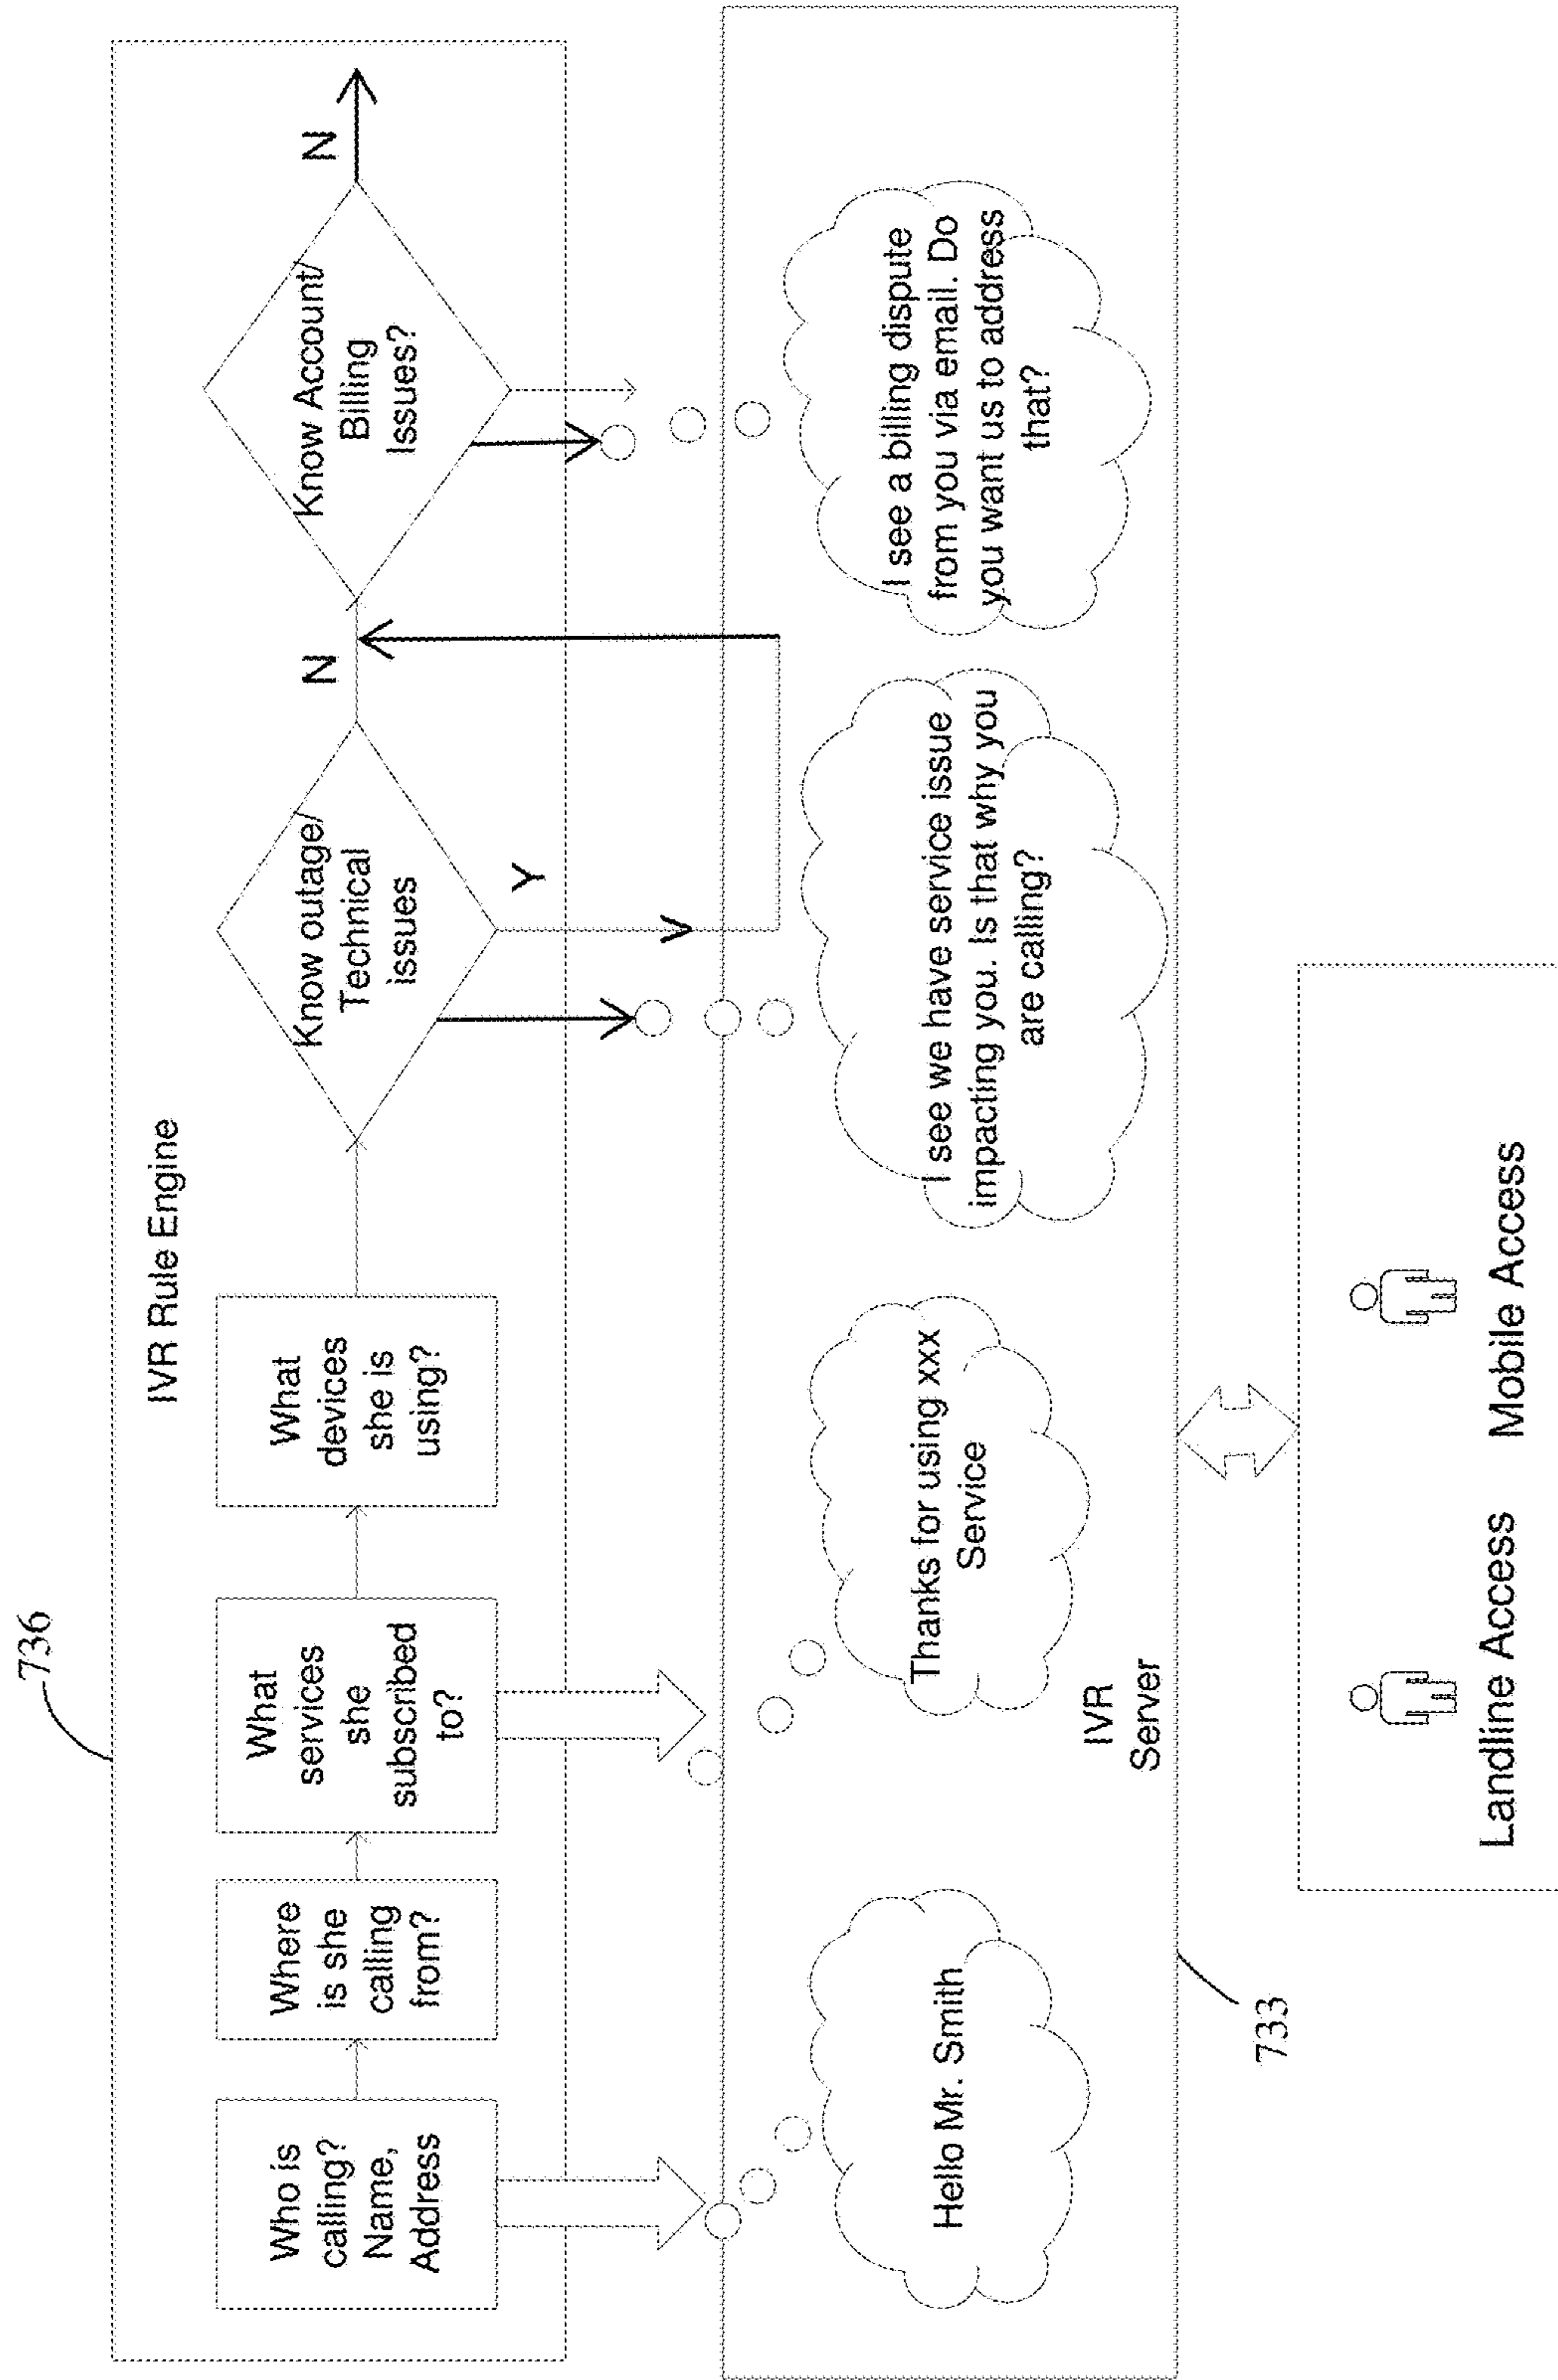 736
IVR Rule Engine
Who is
calling?
Name,
Address
Where
is she
calling
from?
What
services
she
subscribed
to?
What
devices
she is
using?
Know outage/
Technical
issues
N
Y
Know Account/
Billing
Issues?
N
Hello Mr. Smith
Thanks for using xxx
Service
I see we have service issue
impacting you. Is that why you
are calling?
I see a billing dispute
from you via email. Do
you want us to address
that?
IVR
Server
733
Landline Access
Mobile Access